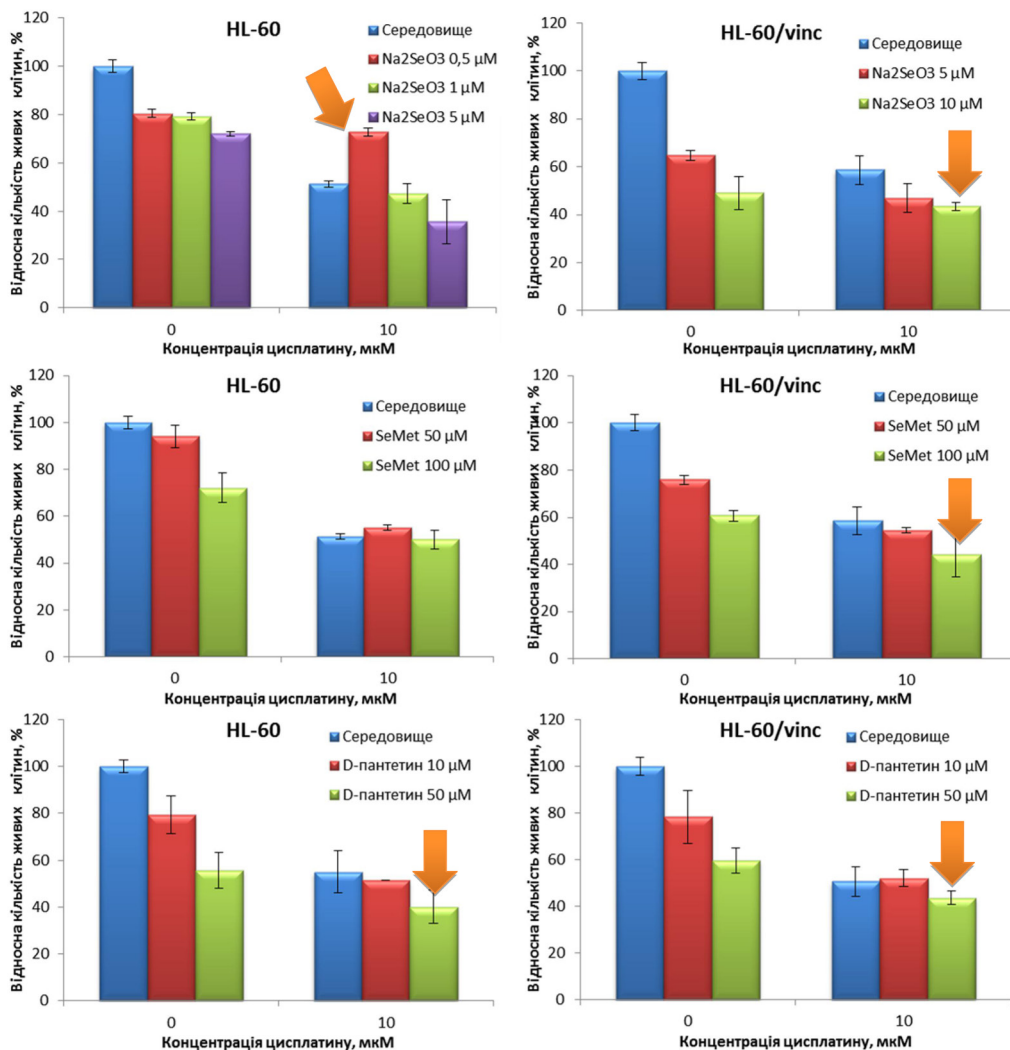 HL-60
Відносна кількість живих клітин, %
120
100
80
60
40
20
0
Середовище
Na2SeO3 0,5 µM
Na2SeO3 1 µM
Na2SeO3 5 µM
0
10
Концентрація цисплатину, мкМ
HL-60/vinc
Відносна кількість живих клітин, %
120
100
80
60
40
20
0
Середовище
Na2SeO3 5 µM
Na2SeO3 10 µM
0
10
Концентрація цисплатину, мкМ
HL-60
Відносна кількість живих клітин, %
120
100
80
60
40
20
0
Середовище
SeMet 50 µM
SeMet 100 µM
0
10
Концентрація цисплатину, мкМ
HL-60/vinc
Відносна кількість живих клітин, %
120
100
80
60
40
20
0
Середовище
SeMet 50 µM
SeMet 100 µM
0
10
Концентрація цисплатину, мкМ
HL-60
Відносна кількість живих клітин, %
120
100
80
60
40
20
0
Середовище
D-пантетин 10 µM
D-пантетин 50 µM
0
10
Концентрація цисплатину, мкМ
HL-60/vinc
Відносна кількість живих клітин, %
120
100
80
60
40
20
0
Середовище
D-пантетин 10 µM
D-пантетин 50 µM
0
10
Концентрація цисплатину, мкМ